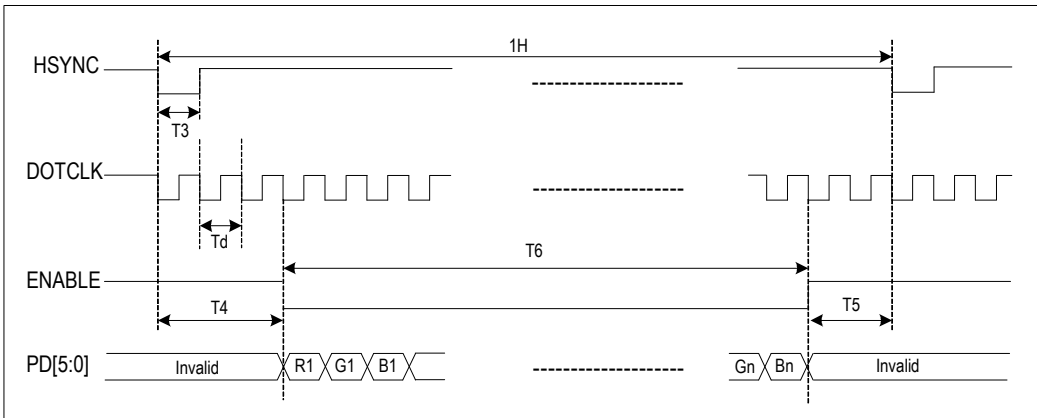 1H
HSYNC
T3
DOTCLK
Td
T6
ENABLE
T4
T5
PD[5:0] Invalid R1 G1 B1 Gn Bn Invalid